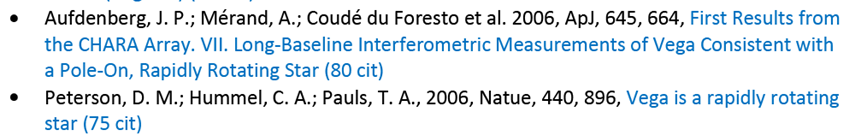 • Aufdenberg, J. P.; Mérand, A.; Coudé du Foresto et al. 2006, ApJ, 645, 664, First Results from
the CHARA Array. VII. Long-Baseline Interferometric Measurements of Vega Consistent with
a Pole-On, Rapidly Rotating Star (80 cit)
• Peterson, D. M.; Hummel, C. A.; Pauls, T. A., 2006, Natue, 440, 896, Vega is a rapidly rotating
star (75 cit)